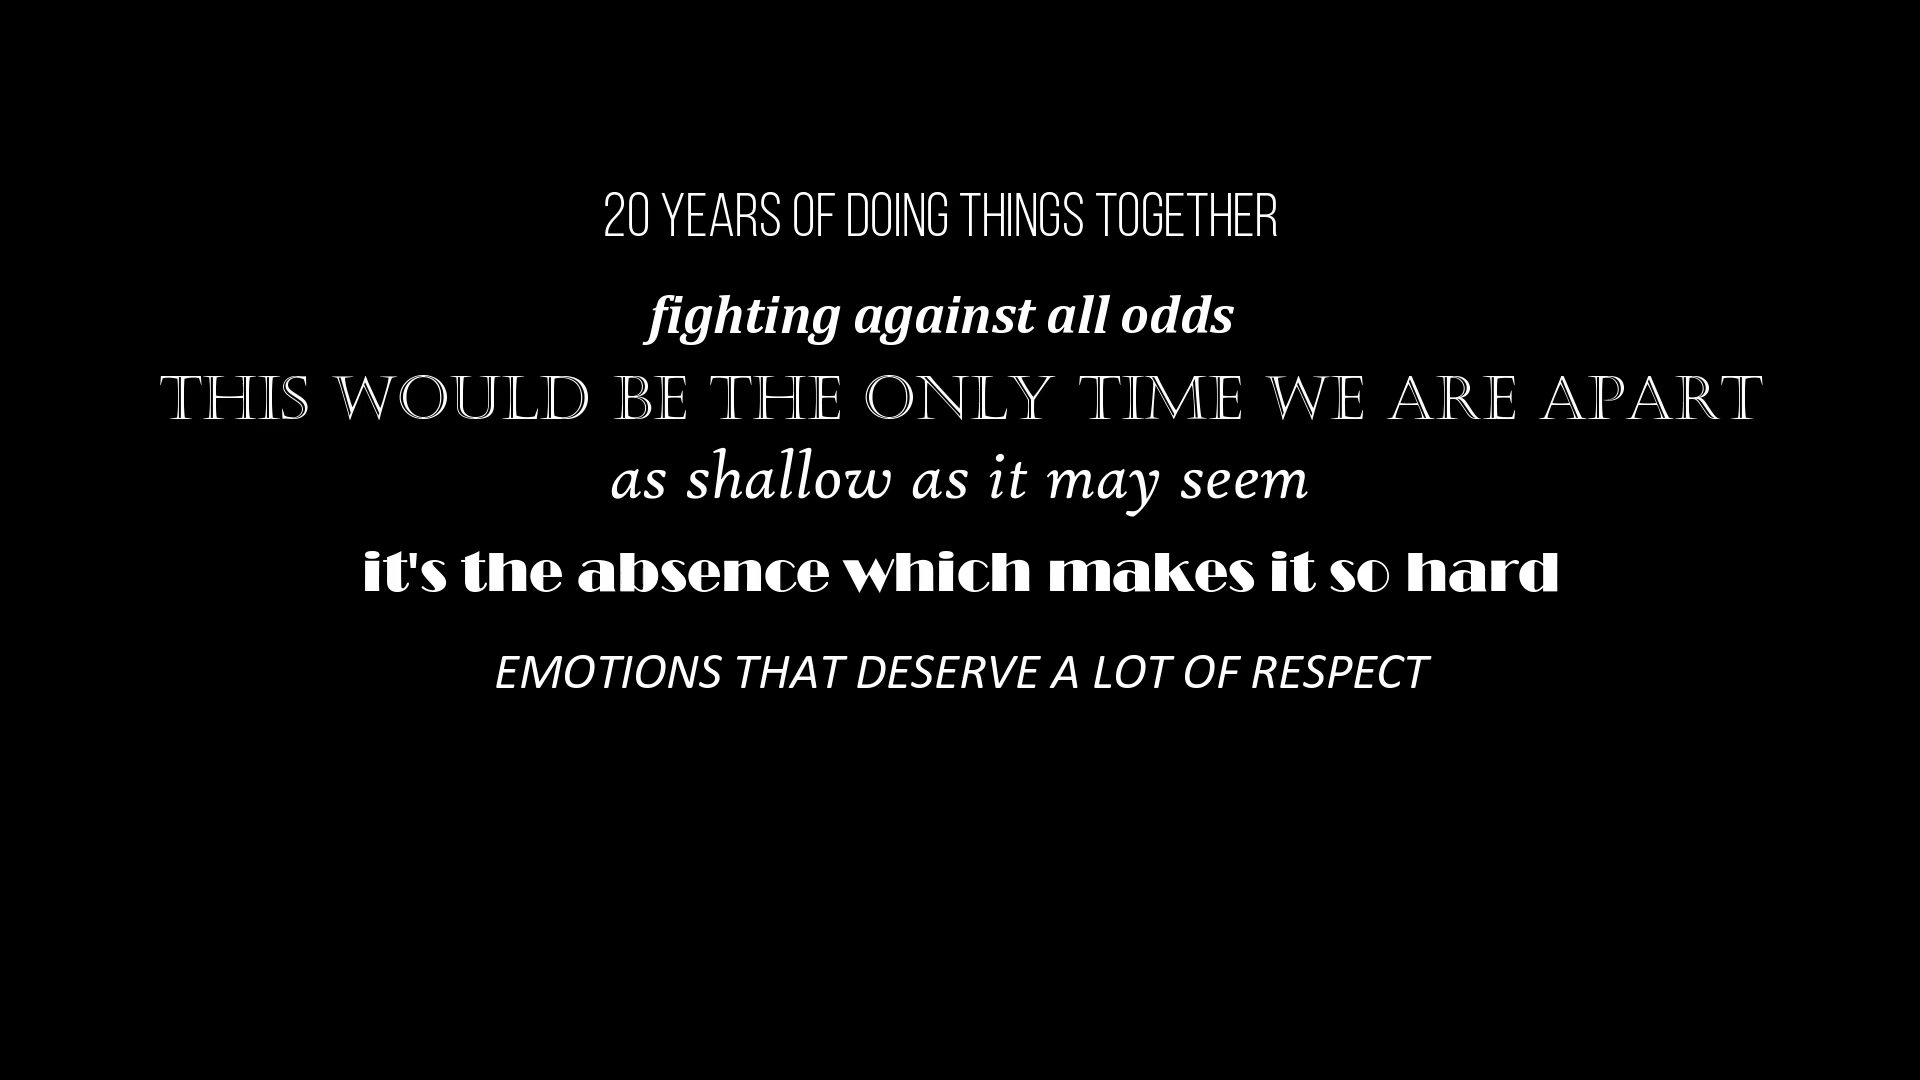 20 YEARS OF DOING THINGS TOGETHER
fighting against all odds
THIS WOULD BE THE ONLY TIME WE ARE APART
as shallow as it may seem
it's the absence which makes it so hard
EMOTIONS THAT DESERVE A LOT OF RESPECT